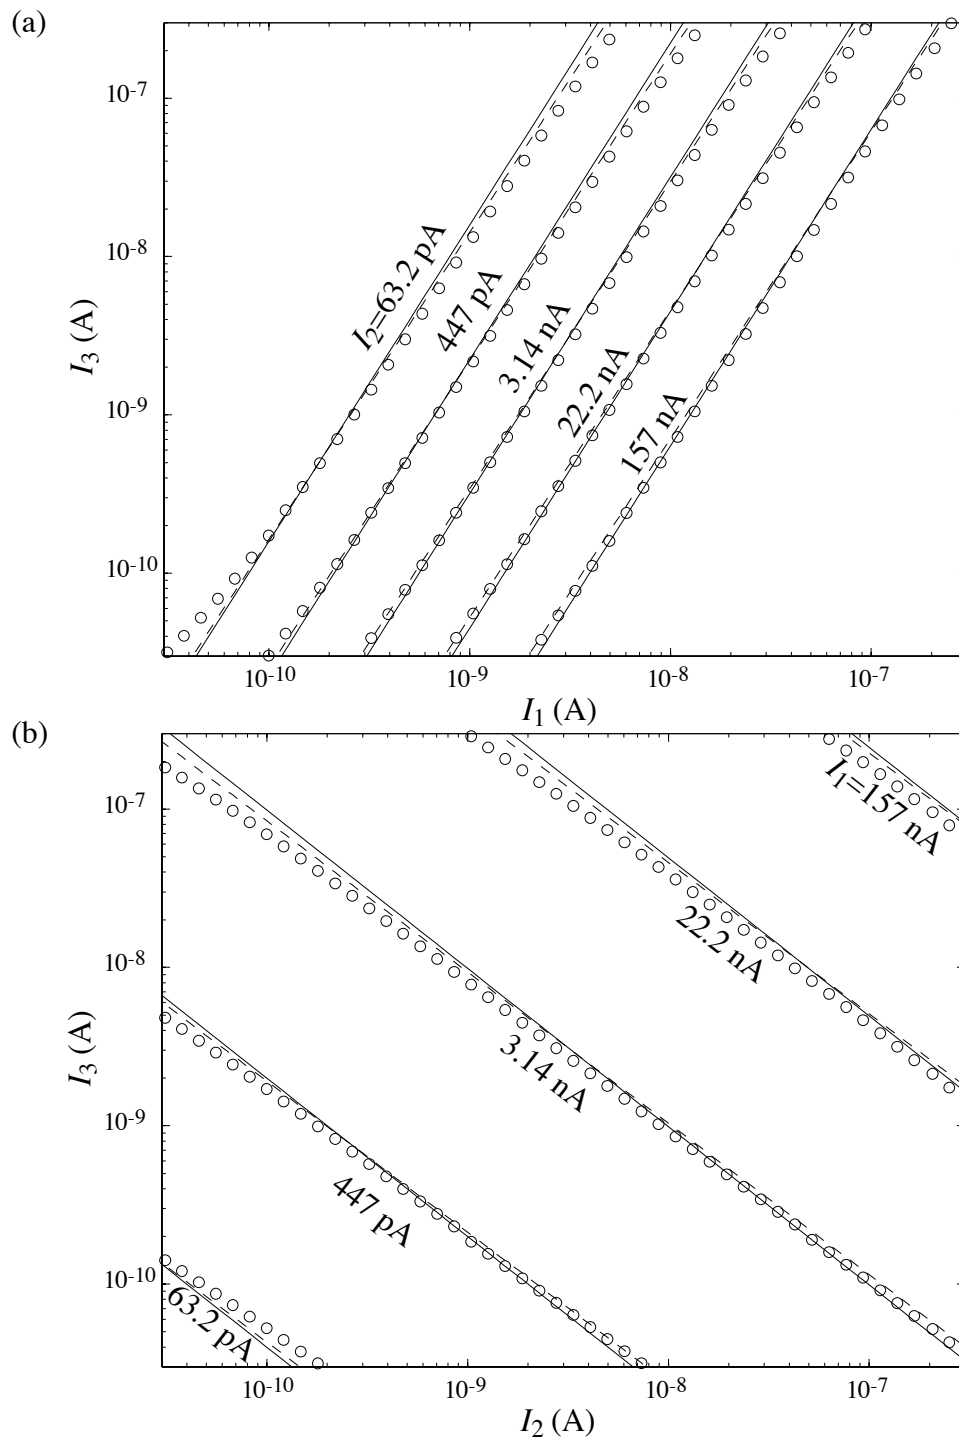 (a)
10⁻⁷
10⁻⁸
10⁻⁹
10⁻¹⁰
I₃ (A)
I₂=63.2 pA
447 pA
3.14 nA
22.2 nA
157 nA
10⁻¹⁰ 10⁻⁹ 10⁻⁸ 10⁻⁷
I₁ (A)
(b)
10⁻⁷
10⁻⁸
10⁻⁹
10⁻¹⁰
I₃ (A)
I₁=157 nA
22.2 nA
3.14 nA
447 pA
63.2 pA
10⁻¹⁰ 10⁻⁹ 10⁻⁸ 10⁻⁷
I₂ (A)